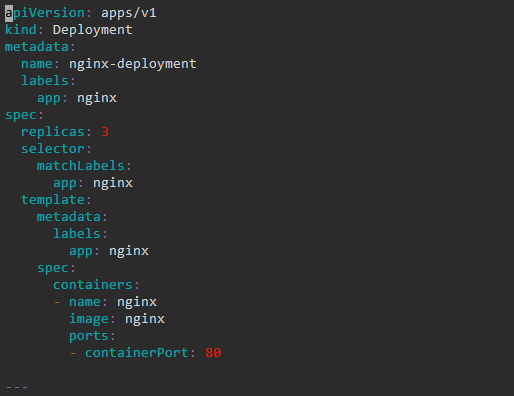 apiVersion: apps/v1
kind: Deployment
metadata:
  name: nginx-deployment
  labels:
    app: nginx
spec:
  replicas: 3
  selector:
    matchLabels:
      app: nginx
  template:
    metadata:
      labels:
        app: nginx
    spec:
      containers:
      - name: nginx
        image: nginx
        ports:
        - containerPort: 80

---